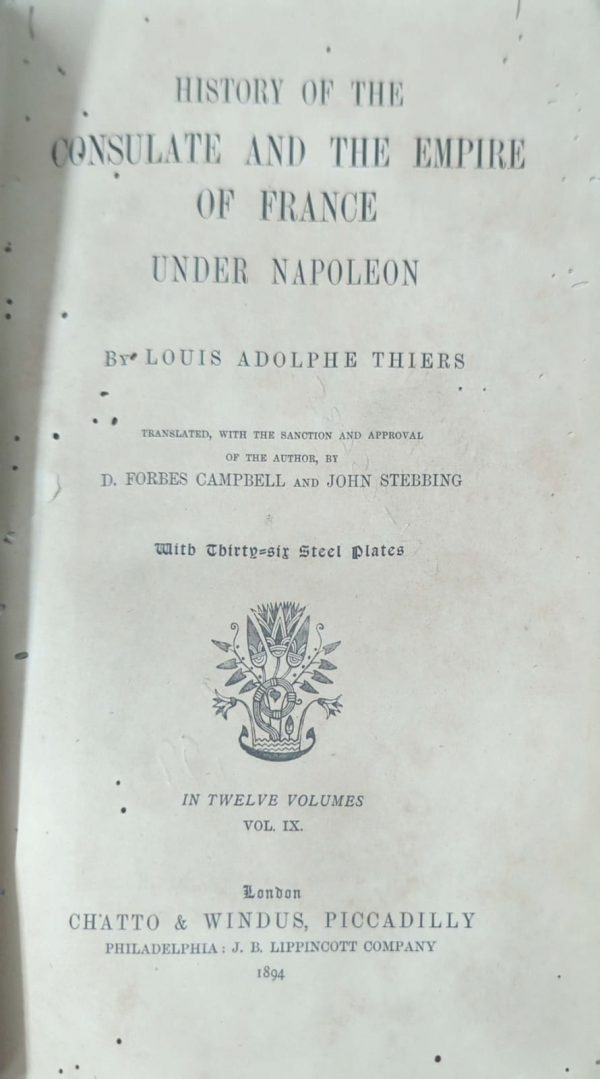 HISTORY OF THE
CONSULATE AND THE EMPIRE
OF FRANCE
UNDER NAPOLEON
BY LOUIS ADOLPHE THIERS
TRANSLATED, WITH THE SANCTION AND APPROVAL
OF THE AUTHOR, BY
D. FORBES CAMPBELL AND JOHN STEBBING
With Thirty=six Steel Plates
IN TWELVE VOLUMES
VOL. IX.
London
CHATTO & WINDUS, PICCADILLY
PHILADELPHIA: J. B. LIPPINCOTT COMPANY
1894